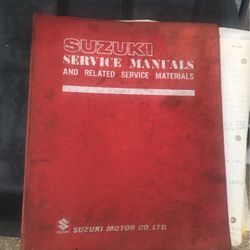 SUZUKI
SERVICE MANUALS
AND RELATED SERVICE MATERIALS
SUZUKI MOTOR CO., LTD.